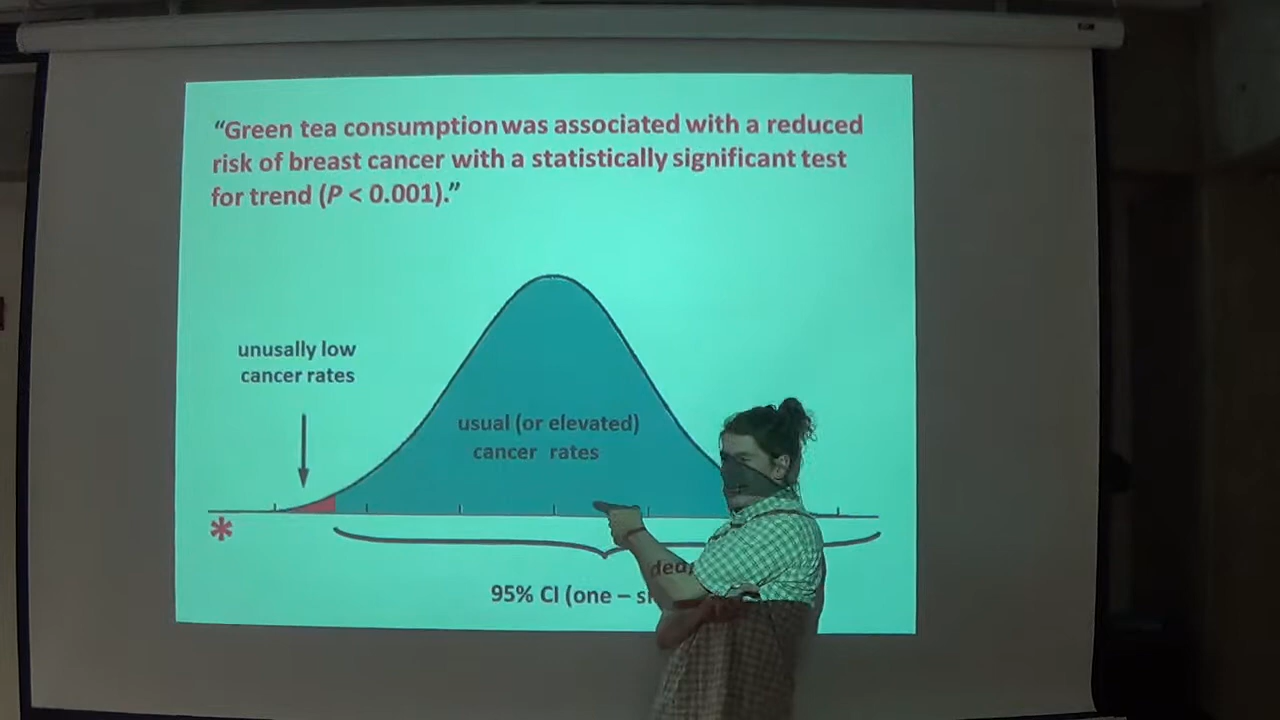 “Green tea consumption was associated with a reduced
risk of breast cancer with a statistically significant test
for trend (P < 0.001).”
unusally low
cancer rates
usual (or elevated)
cancer rates
*
95% CI (one –